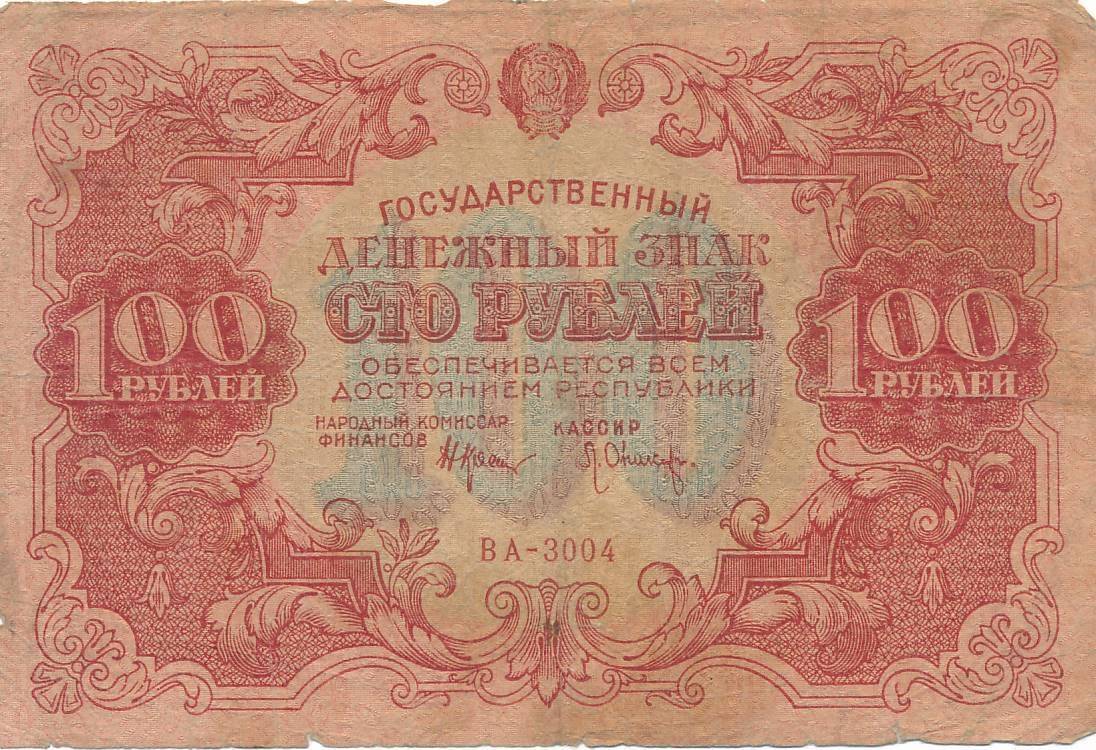 ГОСУДАРСТВЕННЫЙ
ДЕНЕЖНЫЙ ЗНАК
СТО РУБЛЕЙ
ОБЕСПЕЧИВАЕТСЯ ВСЕМ
ДОСТОЯНИЕМ РЕСПУБЛИКИ
100
РУБЛЕЙ
100
100
РУБЛЕЙ
НАРОДНЫЙ КОМИССАР
ФИНАНСОВ
КАССИР
ВА-3004